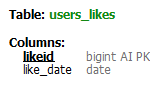 Table: users_likes
Columns:
likeid bigint AI PK
like_date date